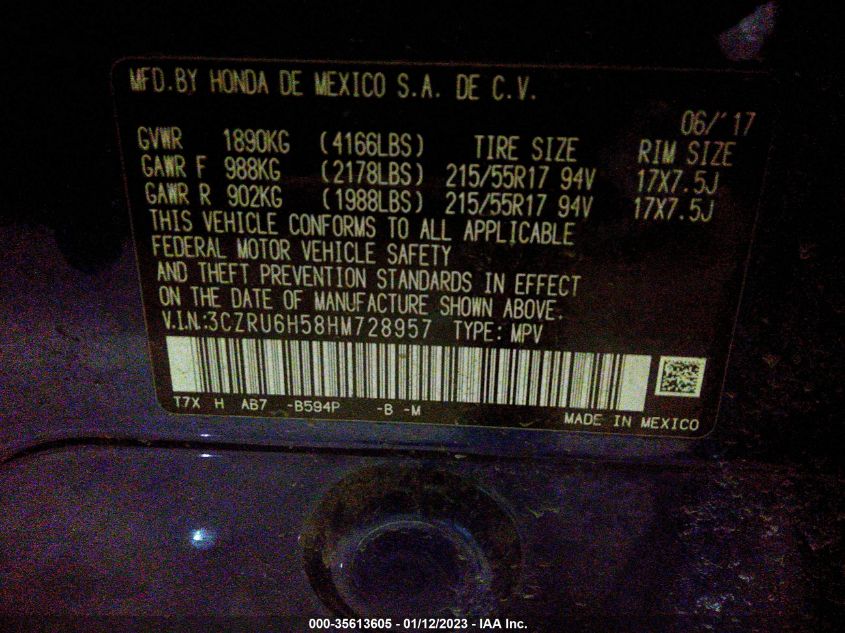 MFD.BY HONDA DE MEXICO S.A. DE C.V.
06/'17
GVWR 1890KG (4166LBS) TIRE SIZE RIM SIZE
GAWR F 988KG (2178LBS) 215/55R17 94V 17X7.5J
GAWR R 902KG (1988LBS) 215/55R17 94V 17X7.5J
THIS VEHICLE CONFORMS TO ALL APPLICABLE
FEDERAL MOTOR VEHICLE SAFETY
AND THEFT PREVENTION STANDARDS IN EFFECT
ON THE DATE OF MANUFACTURE SHOWN ABOVE.
V.I.N:3CZRU6H58HM728957 TYPE: MPV
T7X H AB7 -B594P -B -M
MADE IN MEXICO
000-35613605 - 01/12/2023 - IAA Inc.